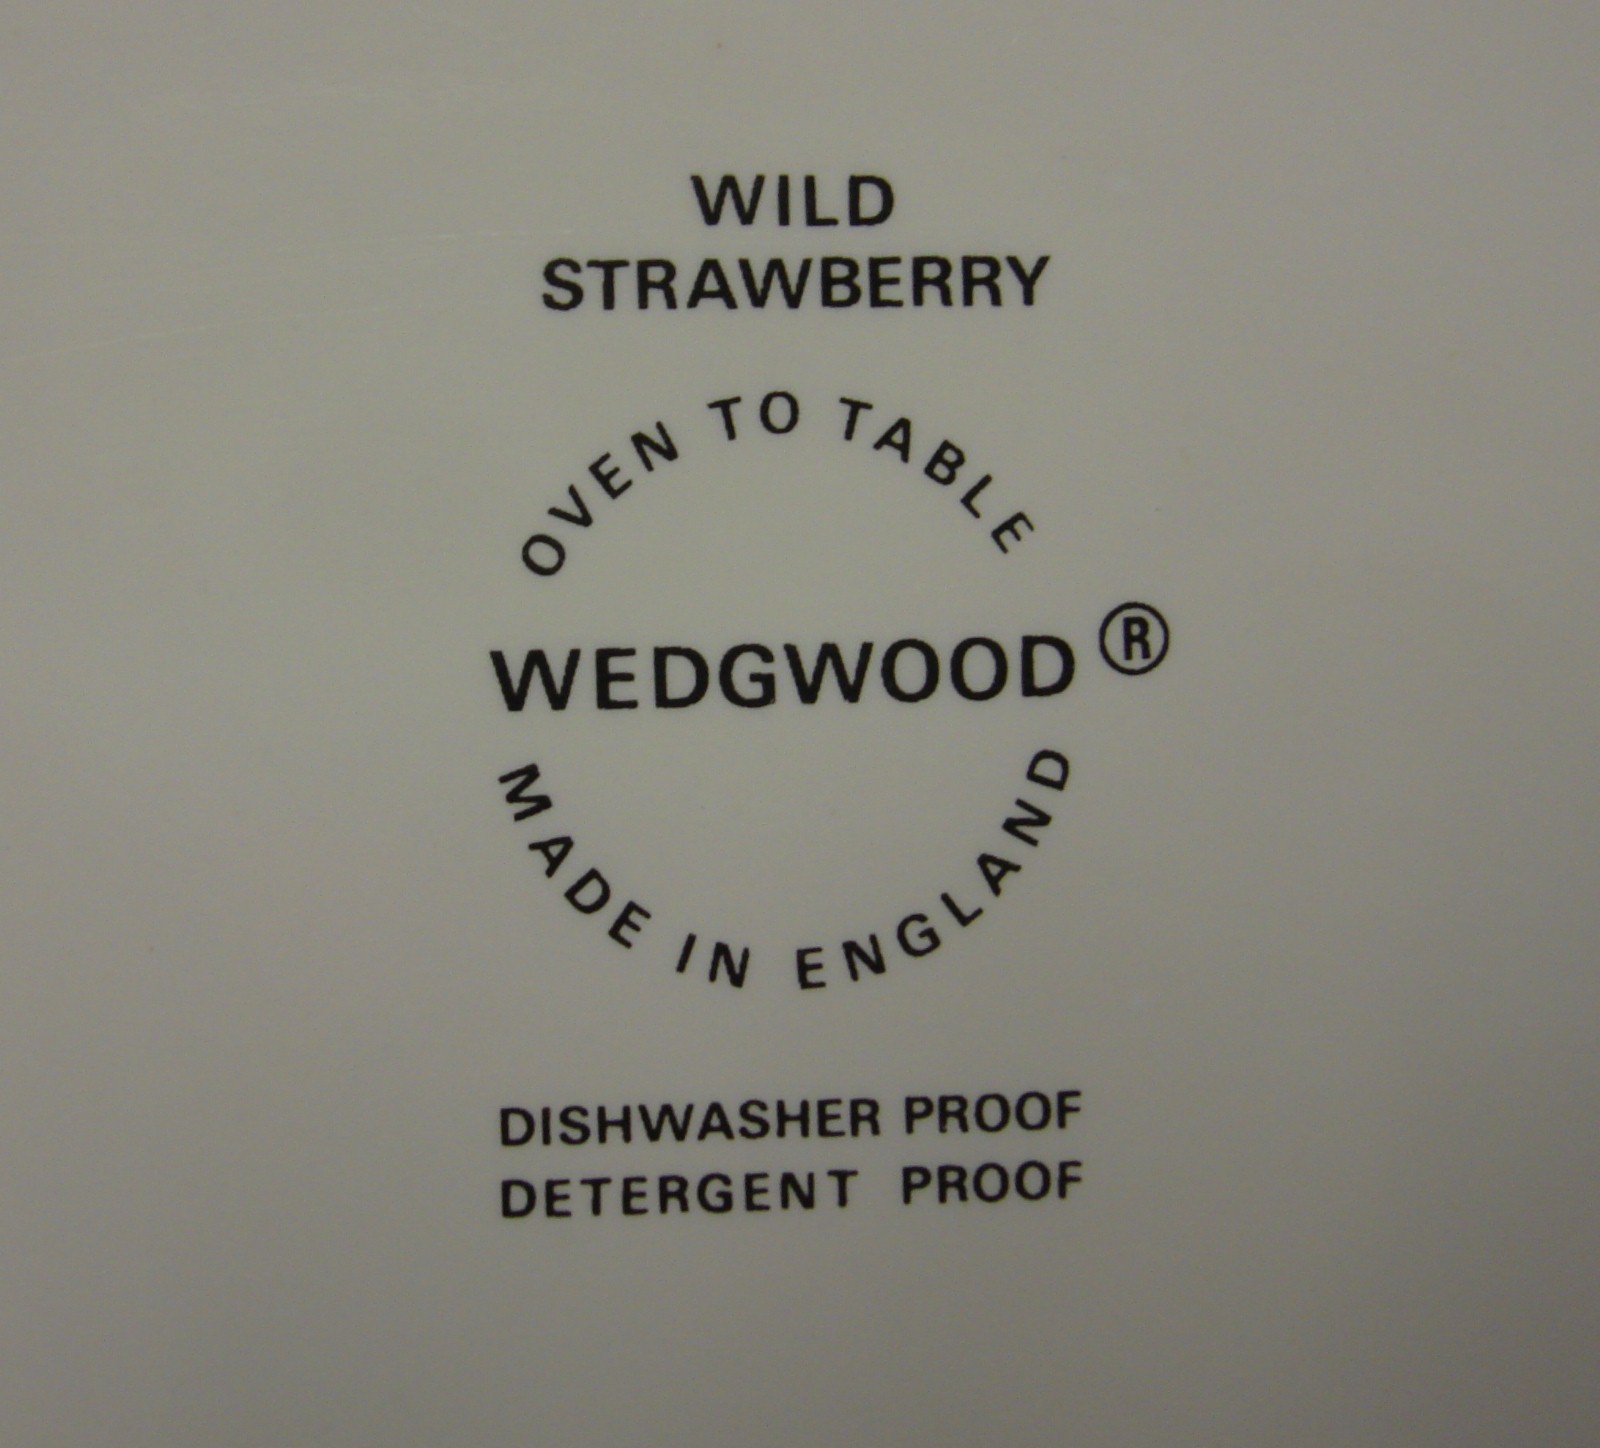 WILD
STRAWBERRY
OVEN TO TABLE
WEDGWOOD®
MADE IN ENGLAND
DISHWASHER PROOF
DETERGENT PROOF